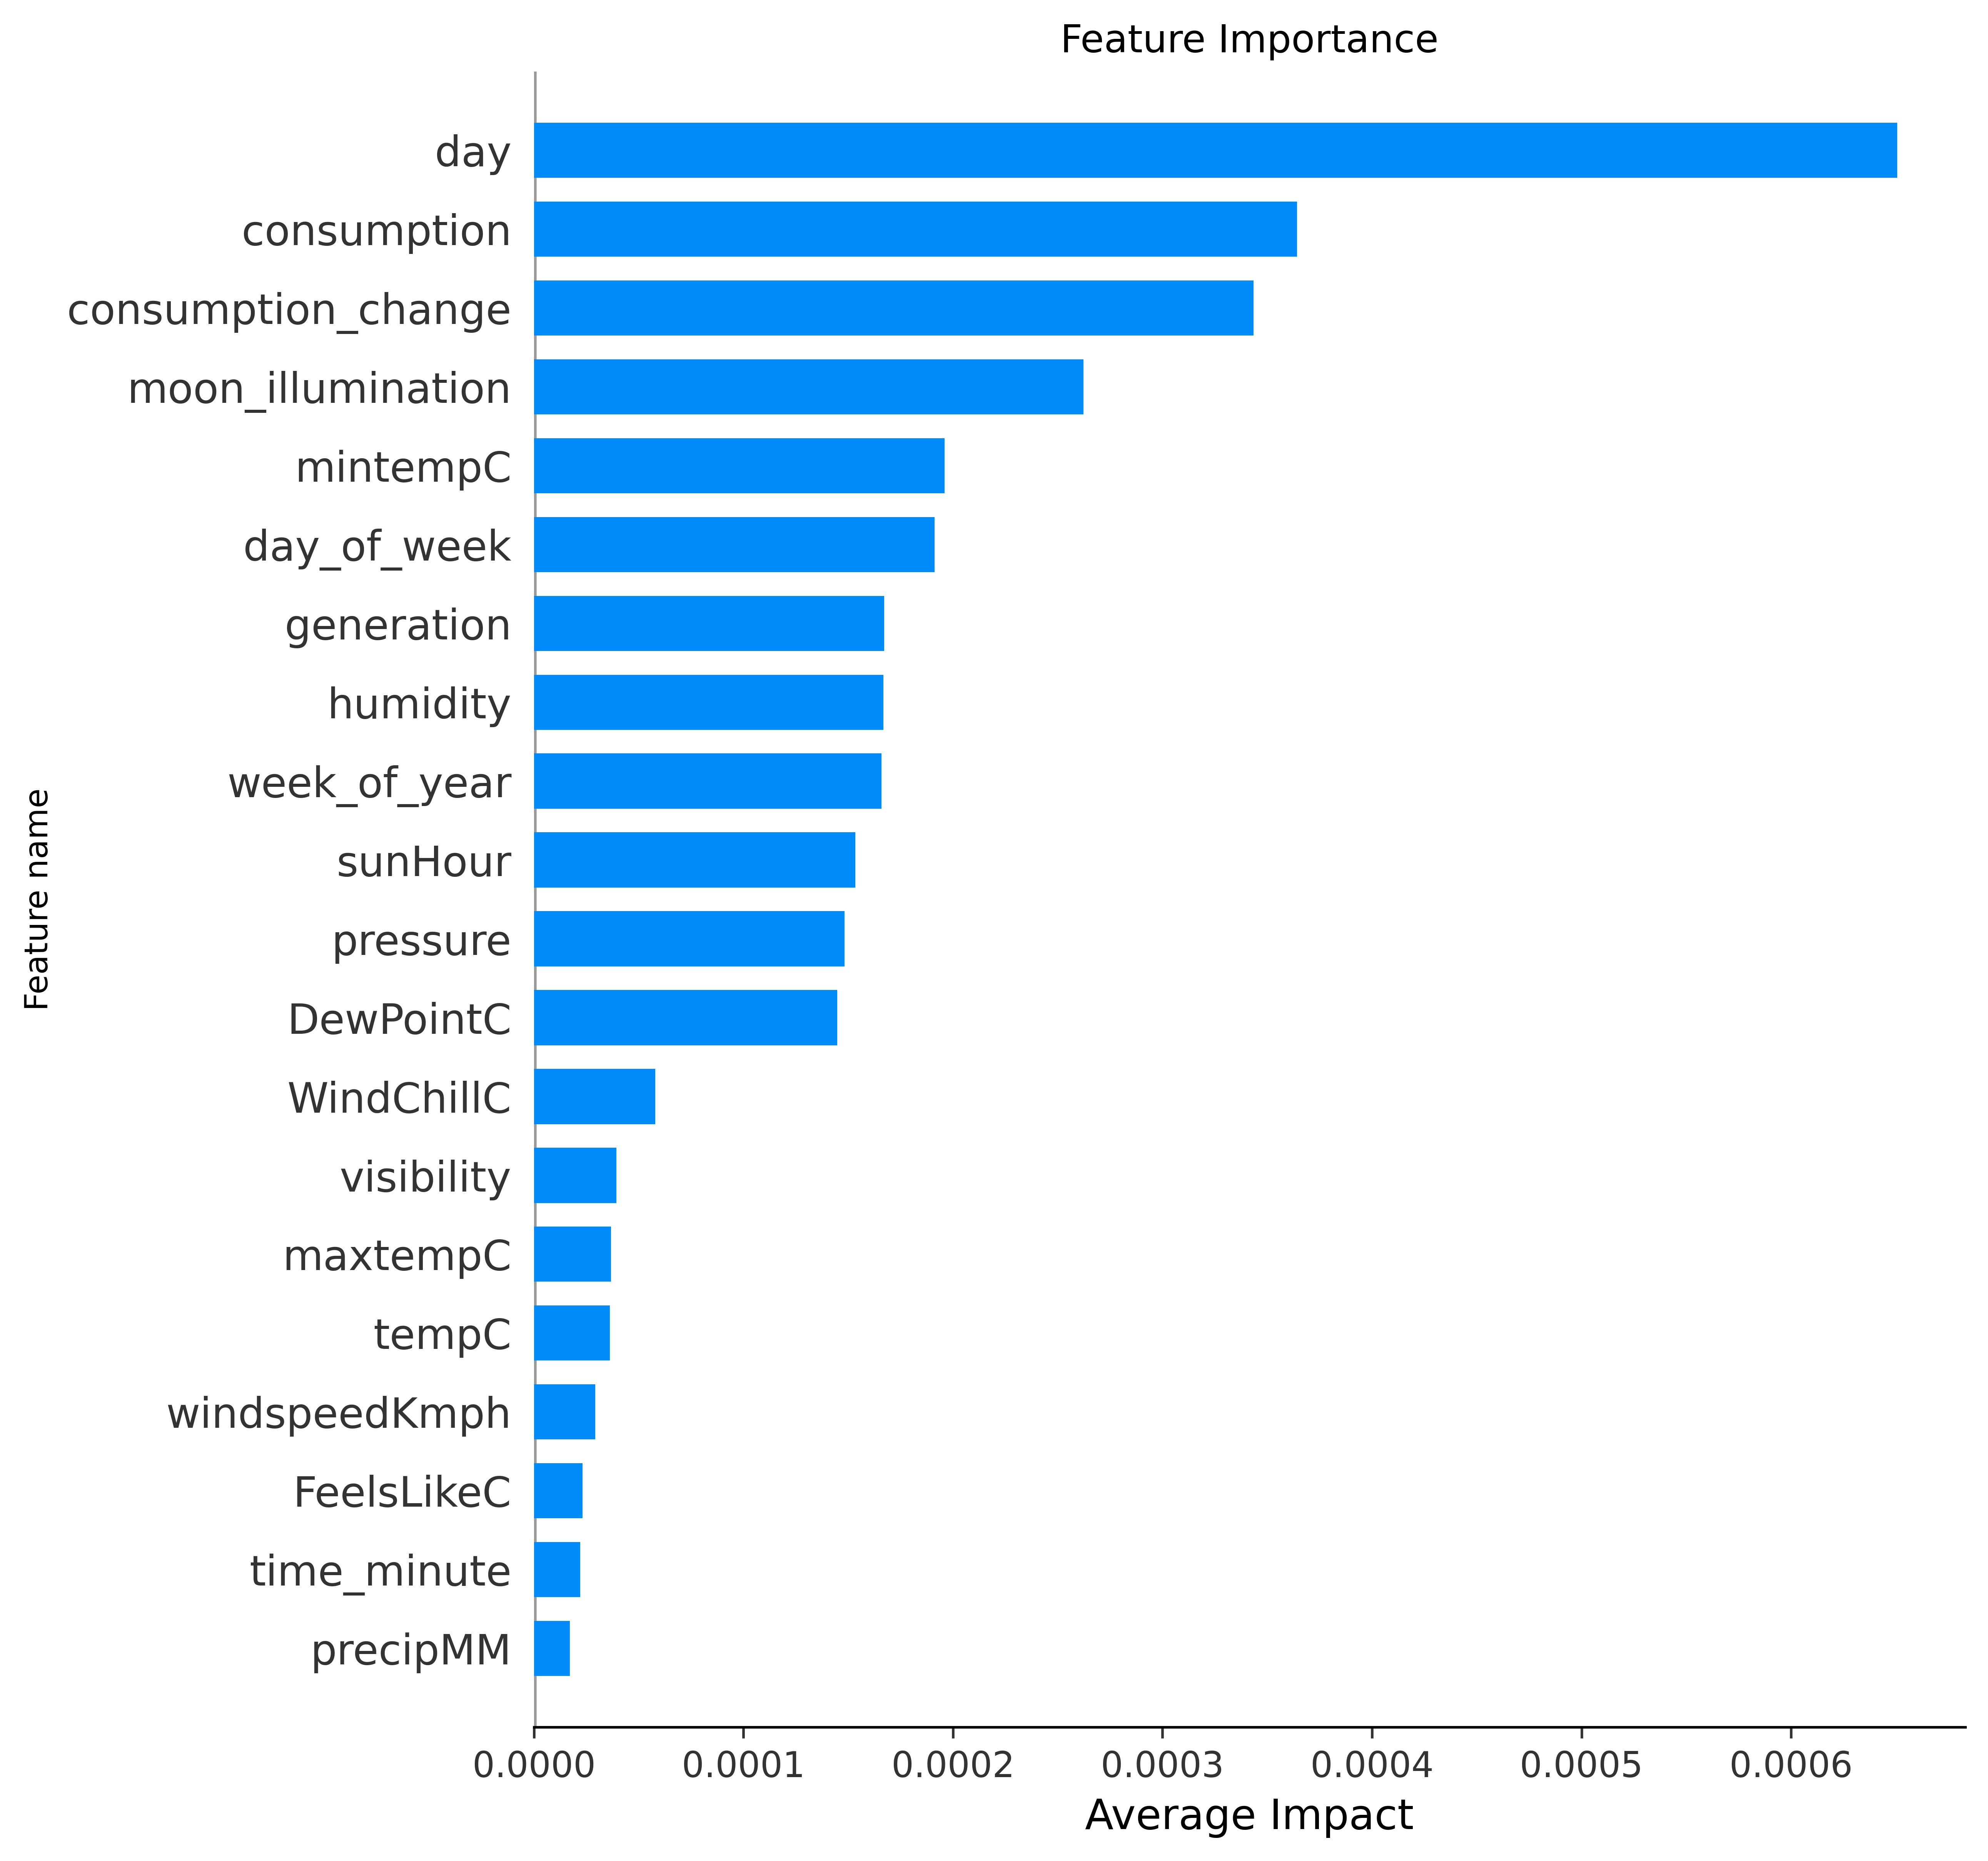 Feature Importance
Feature name
day
consumption
consumption_change
moon_illumination
mintempC
day_of_week
generation
humidity
week_of_year
sunHour
pressure
DewPointC
WindChillC
visibility
maxtempC
tempC
windspeedKmph
FeelsLikeC
time_minute
precipMM
0.0000 0.0001 0.0002 0.0003 0.0004 0.0005 0.0006
Average Impact